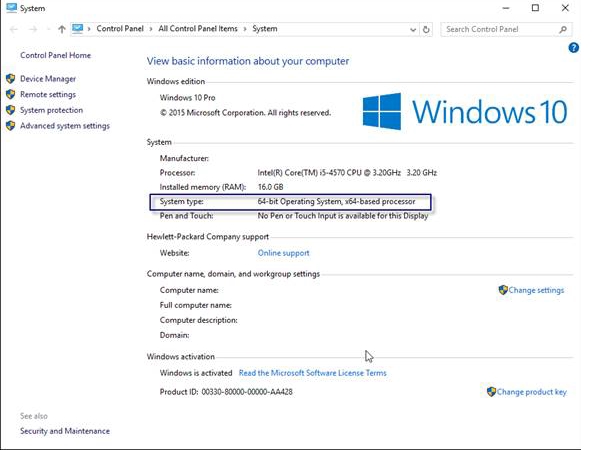 System
Control Panel > All Control Panel Items > System
Search Control Panel
Control Panel Home
Device Manager
Remote settings
System protection
Advanced system settings
View basic information about your computer
Windows edition
Windows 10 Pro
© 2015 Microsoft Corporation. All rights reserved.
Windows 10
System
Manufacturer:
Processor: Intel(R) Core(TM) i5-4570 CPU @ 3.20GHz 3.20 GHz
Installed memory (RAM): 16.0 GB
System type: 64-bit Operating System, x64-based processor
Pen and Touch: No Pen or Touch Input is available for this Display
Hewlett-Packard Company support
Website: Online support
Computer name, domain, and workgroup settings
Computer name: Change settings
Full computer name:
Computer description:
Domain:
Windows activation
Windows is activated Read the Microsoft Software License Terms
Product ID: 00330-80000-00000-AA428 Change product key
See also
Security and Maintenance